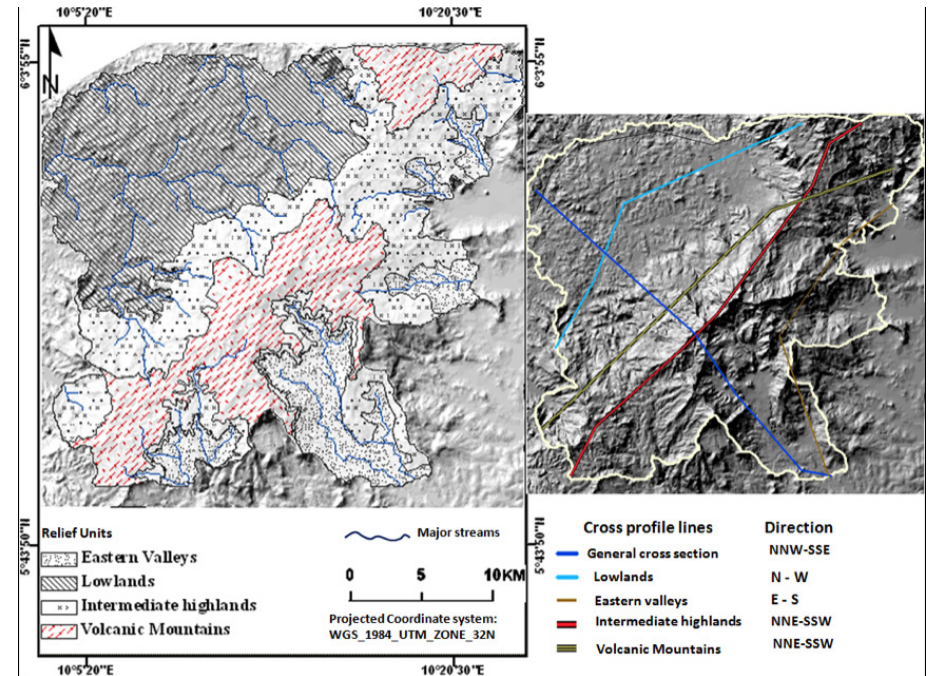 10°5'20"E
10°20'30"E
6°3'55"N
6°3'55"N
N
5°43'50"N
5°43'50"N
Relief Units
Eastern Valleys
Lowlands
Intermediate highlands
Volcanic Mountains
Major streams
0 5 10KM
Projected Coordinate system:
WGS_1984_UTM_ZONE_32N
10°5'20"E
10°20'30"E
Cross profile lines Direction
General cross section NNW-SSE
Lowlands N - W
Eastern valleys E - S
Intermediate highlands NNE-SSW
Volcanic Mountains NNE-SSW